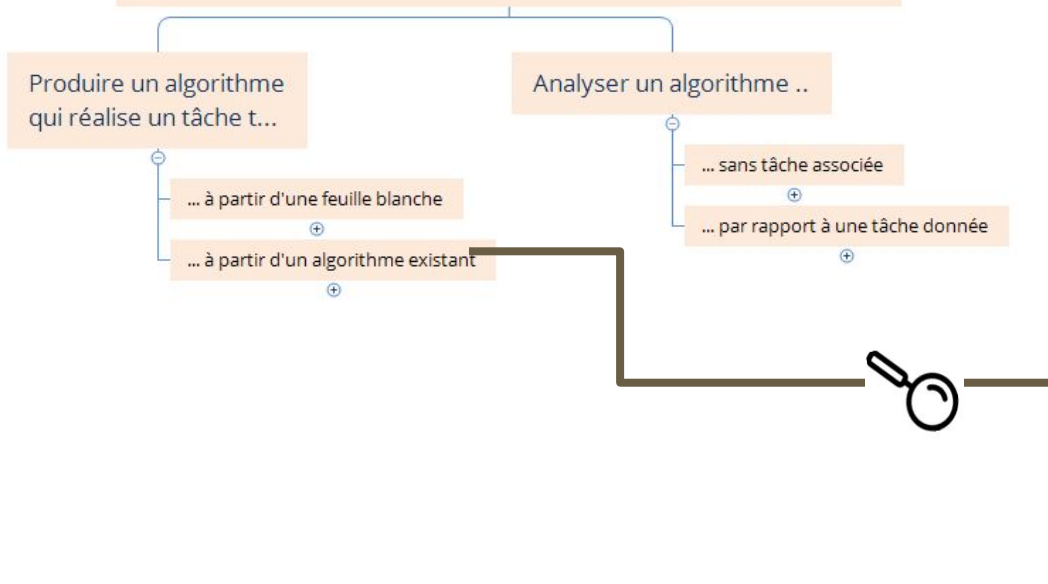 Produire un algorithme
qui réalise un tâche t...
Analyser un algorithme ..
... à partir d'une feuille blanche
... à partir d'un algorithme existant
... sans tâche associée
... par rapport à une tâche donnée